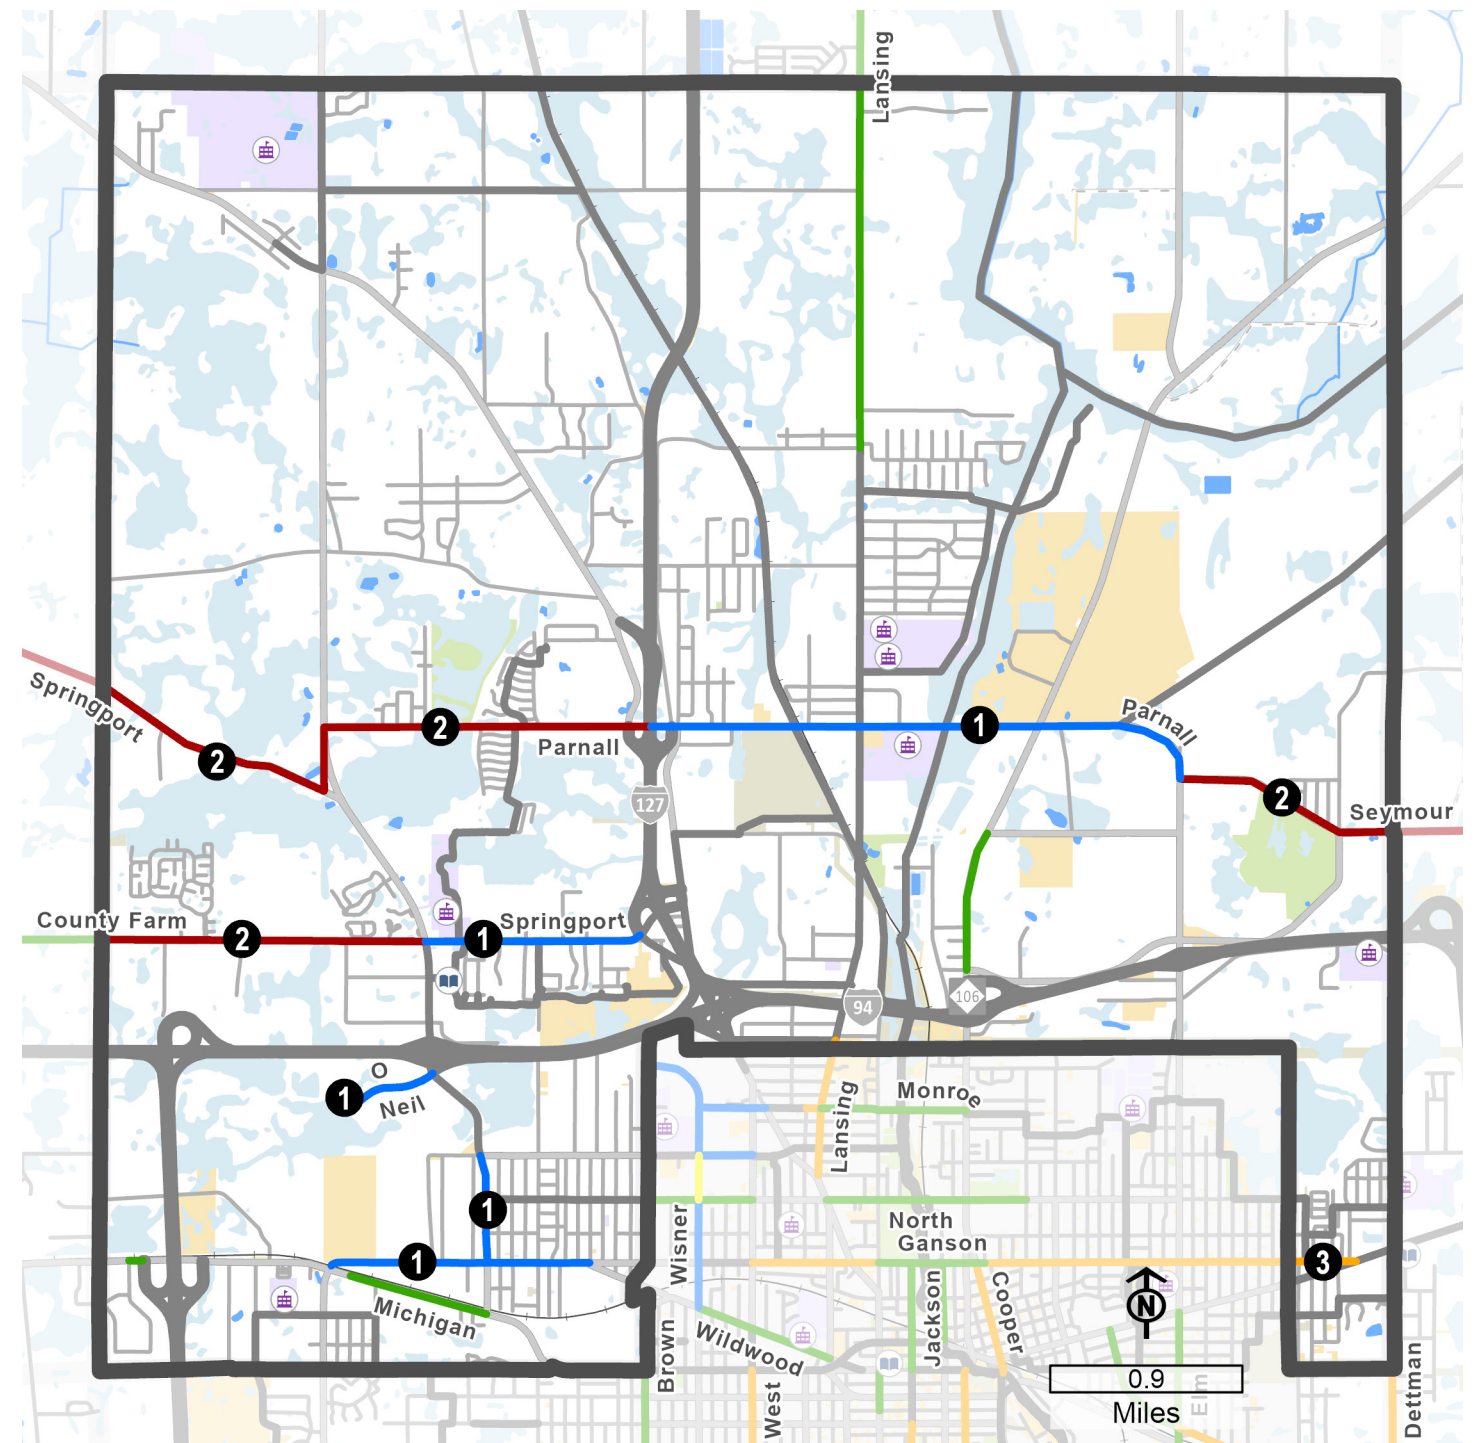 Lansing
Springport
2
2
Parnall
1
Parnall
127
2
Seymour
County Farm
2
1
Springport
106
94
O
Neil
1
Monroe
Lansing
1
Wisner
North
Ganson
1
3
Michigan
Wildwood
Jackson
Cooper
N
Brown
West
0.9
Miles
Elm
Dettman